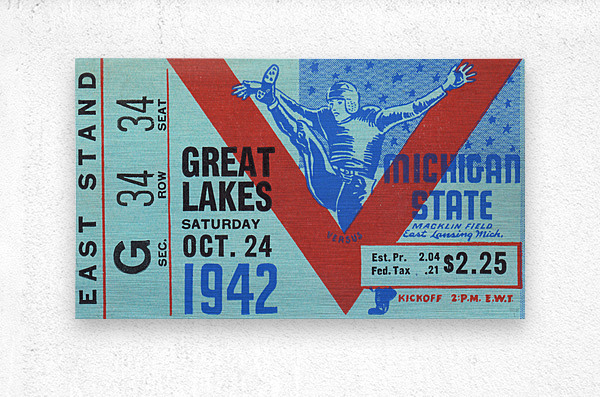 EAST STAND
G 34 34
SEC. ROW SEAT
GREAT
LAKES
SATURDAY
OCT. 24
1942
VERSUS
MICHIGAN
STATE
MACKLIN FIELD
East Lansing Mich.
Est. Pr. 2.04
Fed. Tax .21
$2.25
KICKOFF 2:P.M. E.W.T.